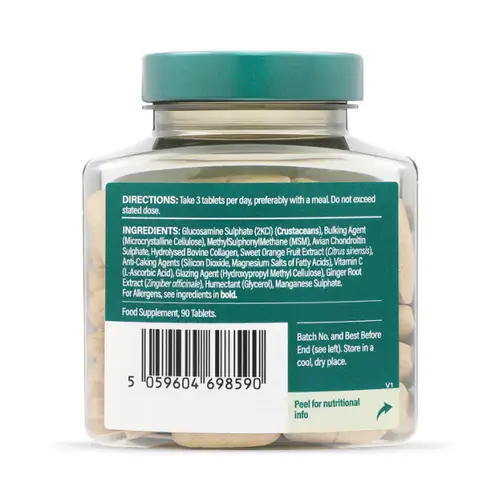 DIRECTIONS: Take 3 tablets per day, preferably with a meal. Do not exceed
stated dose.
INGREDIENTS: Glucosamine Sulphate (2KCl) (Crustaceans), Bulking Agent
(Microcrystalline Cellulose), MethylSulphonylMethane (MSM), Avian Chondroitin
Sulphate, Hydrolysed Bovine Collagen, Sweet Orange Fruit Extract (Citrus sinensis),
Anti-Caking Agents (Silicon Dioxide, Magnesium Salts of Fatty Acids), Vitamin C
(L-Ascorbic Acid), Glazing Agent (Hydroxypropyl Methyl Cellulose), Ginger Root
Extract (Zingiber officinale), Humectant (Glycerol), Manganese Sulphate.
For Allergens, see ingredients in bold.
Food Supplement, 90 Tablets.
Batch No. and Best Before
End (see left). Store in a
cool, dry place.
V1
5 059604 698590
Peel for nutritional
info